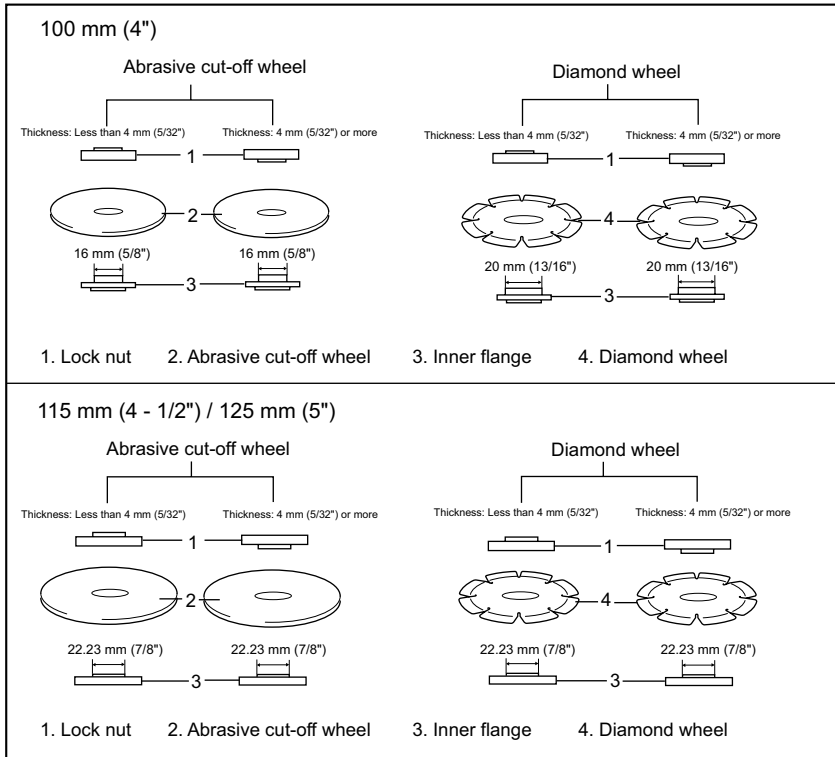 100 mm (4")
Abrasive cut-off wheel
Diamond wheel
Thickness: Less than 4 mm (5/32")
Thickness: 4 mm (5/32") or more
Thickness: Less than 4 mm (5/32")
Thickness: 4 mm (5/32") or more
1
1
2
4
16 mm (5/8")
16 mm (5/8")
20 mm (13/16")
20 mm (13/16")
3
3
1. Lock nut 2. Abrasive cut-off wheel 3. Inner flange 4. Diamond wheel
115 mm (4 - 1/2") / 125 mm (5")
Abrasive cut-off wheel
Diamond wheel
Thickness: Less than 4 mm (5/32")
Thickness: 4 mm (5/32") or more
Thickness: Less than 4 mm (5/32")
Thickness: 4 mm (5/32") or more
1
1
2
4
22.23 mm (7/8")
22.23 mm (7/8")
22.23 mm (7/8")
22.23 mm (7/8")
3
3
1. Lock nut 2. Abrasive cut-off wheel 3. Inner flange 4. Diamond wheel